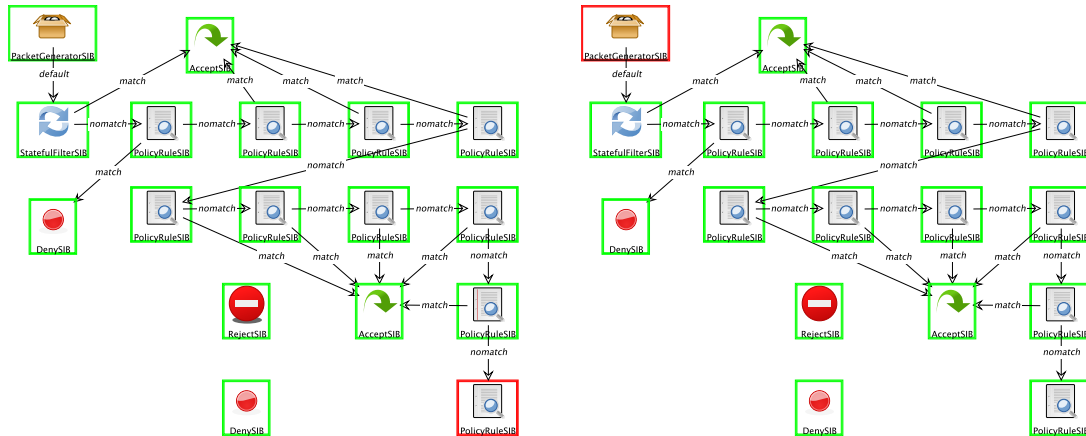 PacketGeneratorSIB PacketGeneratorSIB
default default
match match match match AcceptSIB match match match match AcceptSIB
nomatch nomatch nomatch nomatch nomatch nomatch nomatch nomatch
StatefulFilterSIB PolicyRuleSIB PolicyRuleSIB PolicyRuleSIB PolicyRuleSIB StatefulFilterSIB PolicyRuleSIB PolicyRuleSIB PolicyRuleSIB PolicyRuleSIB
match match
nomatch nomatch nomatch nomatch nomatch nomatch
DenySIB PolicyRuleSIB PolicyRuleSIB PolicyRuleSIB PolicyRuleSIB DenySIB PolicyRuleSIB PolicyRuleSIB PolicyRuleSIB PolicyRuleSIB
match match match match nomatch match match match match nomatch
match match
RejectSIB AcceptSIB PolicyRuleSIB RejectSIB AcceptSIB PolicyRuleSIB
nomatch nomatch
DenySIB PolicyRuleSIB DenySIB PolicyRuleSIB